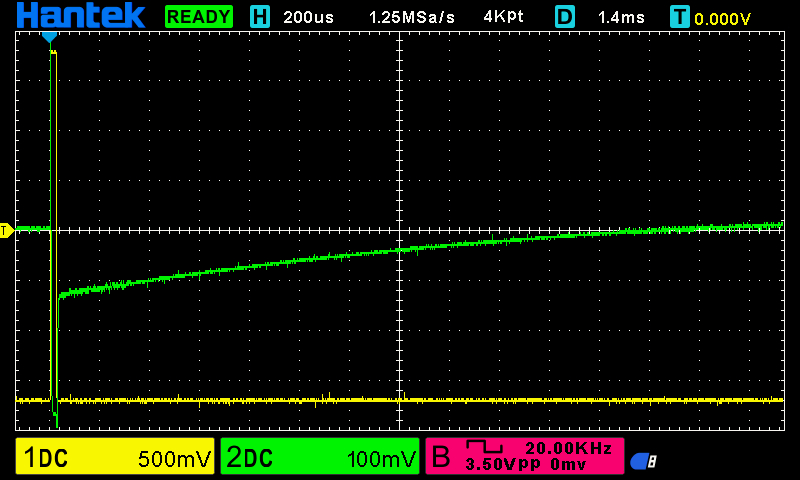 Hantek READY H 200us 1.25MSa/s 4Kpt D 1.4ms T 0.000V
T
1DC 500mV 2DC 100mV B 20.00KHz
3.50Vpp 0mv